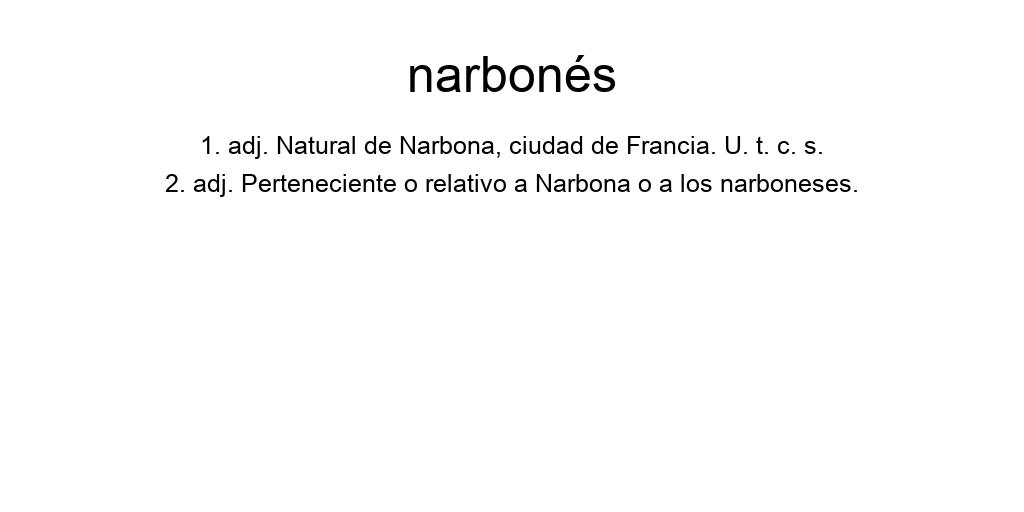 narbonés
1. adj. Natural de Narbona, ciudad de Francia. U. t. c. s.
2. adj. Perteneciente o relativo a Narbona o a los narboneses.